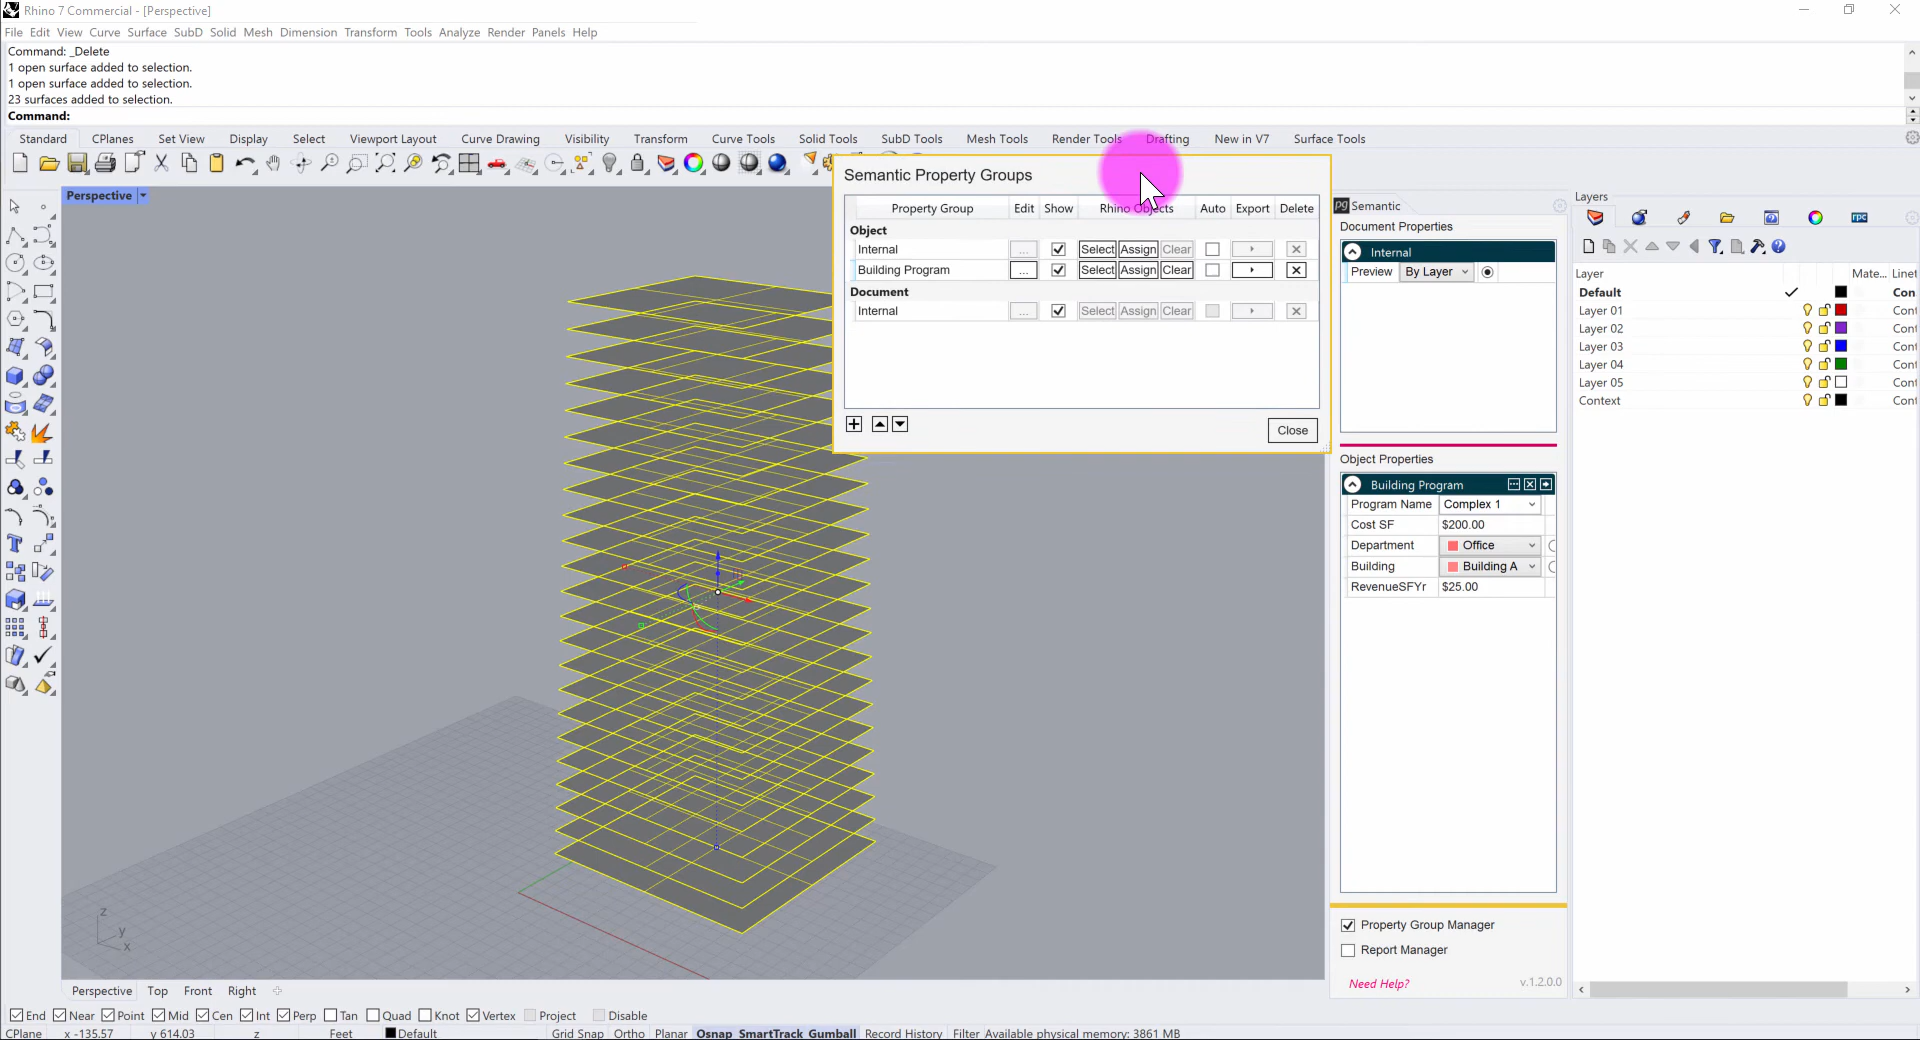 Rhino 7 Commercial - [Perspective]
File Edit View Curve Surface SubD Solid Mesh Dimension Transform Tools Analyze Render Panels Help
Command: _Delete
1 open surface added to selection.
1 open surface added to selection.
23 surfaces added to selection.
Command:
Standard CPlanes Set View Display Select Viewport Layout Curve Drawing Visibility Transform Curve Tools Solid Tools SubD Tools Mesh Tools Render Tools Drafting New in V7 Surface Tools
Perspective
Semantic Property Groups
Property Group Edit Show Rhino Objects Auto Export Delete
Object
Internal ... Select Assign Clear
Building Program ... Select Assign Clear
Document
Internal ... Select Assign Clear
Close
pg Semantic
Document Properties
Internal
Preview By Layer
Object Properties
Building Program
Program Name Complex 1
Cost SF $200.00
Department Office
Building Building A
RevenueSFYr $25.00
Property Group Manager
Report Manager
Need Help? v.1.2.0.0
Layers
rpc
Layer Mate... Linet
Default Con
Layer 01 Cont
Layer 02 Cont
Layer 03 Cont
Layer 04 Cont
Layer 05 Cont
Context Cont
z
y
x
Perspective Top Front Right
End Near Point Mid Cen Int Perp Tan Quad Knot Vertex Project Disable
CPlane x -135.57 y 614.03 z Feet Default Grid Snap Ortho Planar Osnap SmartTrack Gumball Record History Filter Available physical memory: 3861 MB